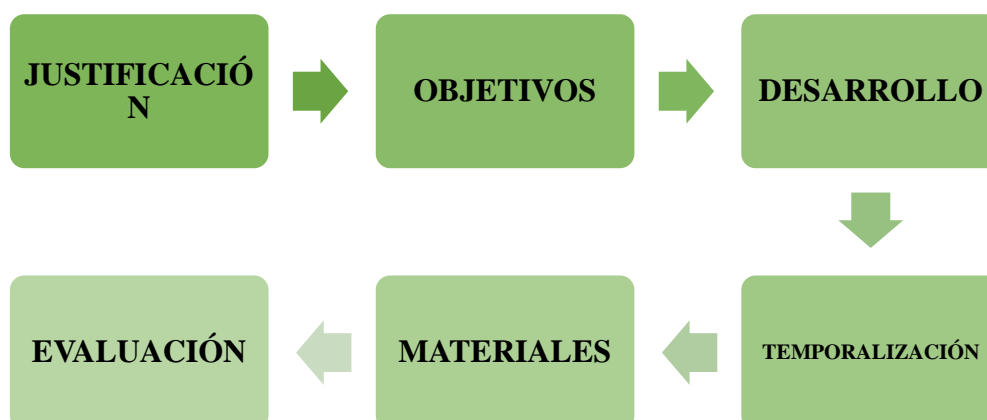 JUSTIFICACIÓ
N
OBJETIVOS
DESARROLLO
TEMPORALIZACIÓN
MATERIALES
EVALUACIÓN